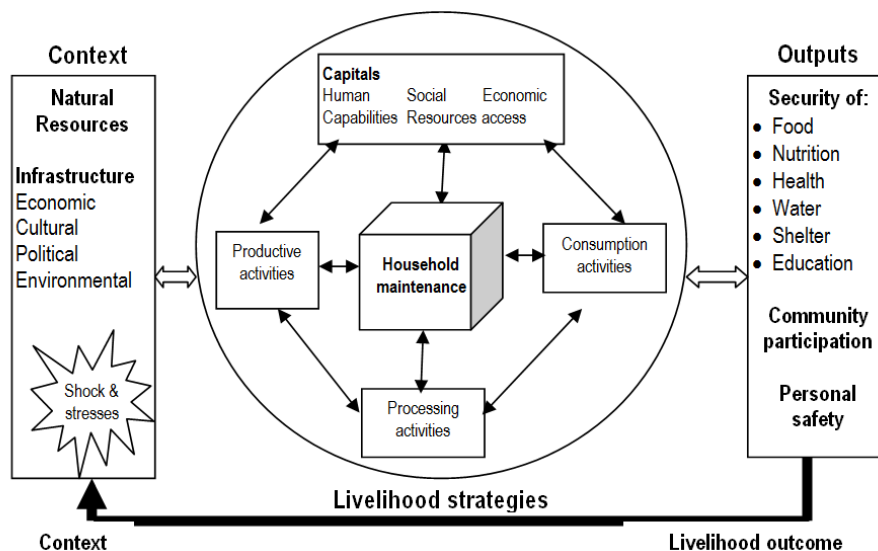 Context
Natural
Resources
Infrastructure
Economic
Cultural
Political
Environmental
Shock &
stresses
Capitals
Human Social Economic
Capabilities Resources access
Productive
activities
Household
maintenance
Consumption
activities
Processing
activities
Livelihood strategies
Outputs
Security of:
• Food
• Nutrition
• Health
• Water
• Shelter
• Education
Community
participation
Personal
safety
Context
Livelihood outcome